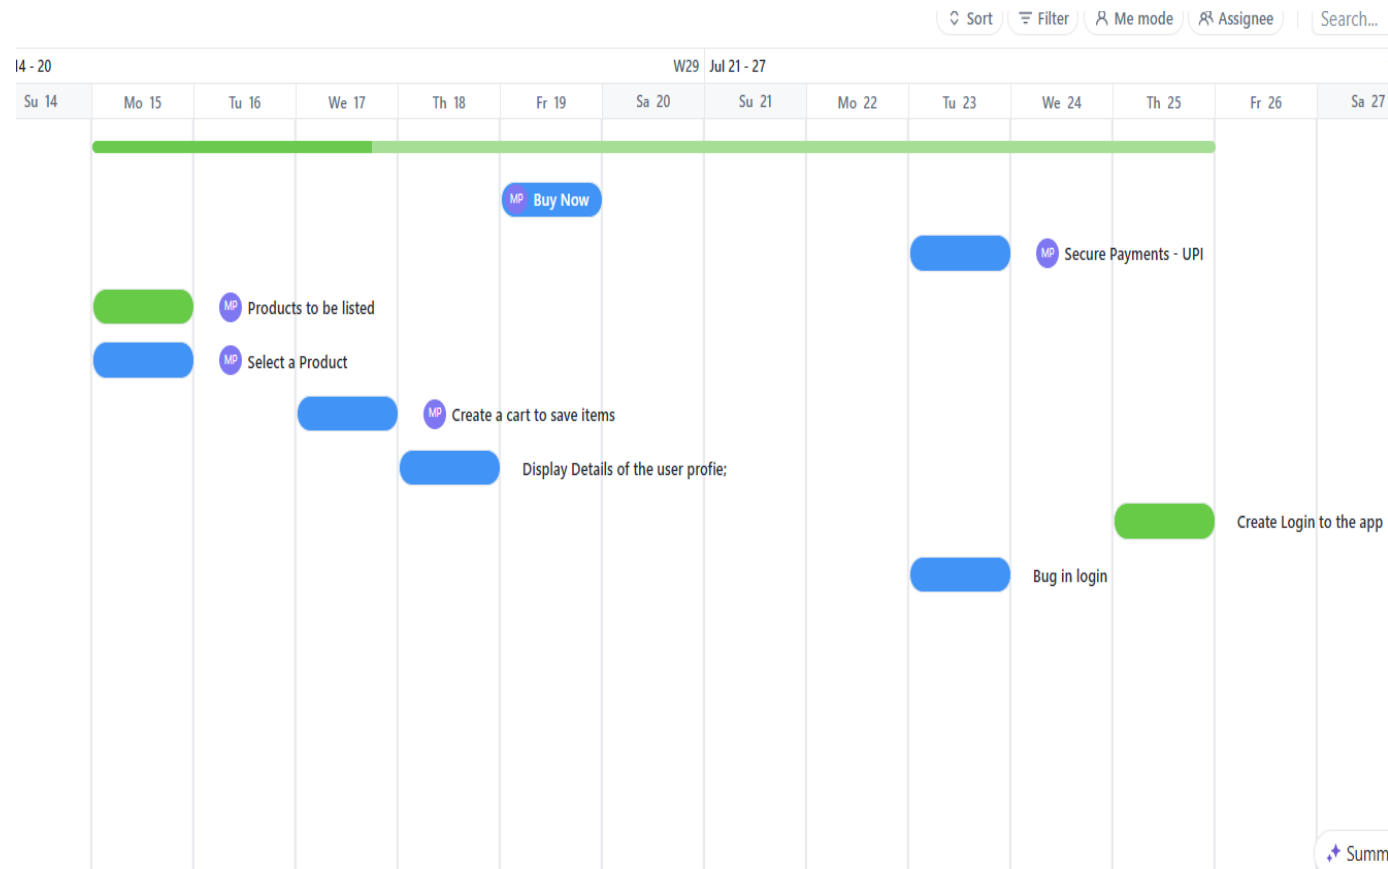 Sort Filter Me mode Assignee Search...
14 - 20 W29 Jul 21 - 27
Su 14 Mo 15 Tu 16 We 17 Th 18 Fr 19 Sa 20 Su 21 Mo 22 Tu 23 We 24 Th 25 Fr 26 Sa 27
MP Buy Now
MP Secure Payments - UPI
MP Products to be listed
MP Select a Product
MP Create a cart to save items
Display Details of the user profie;
Create Login to the app
Bug in login
Summ